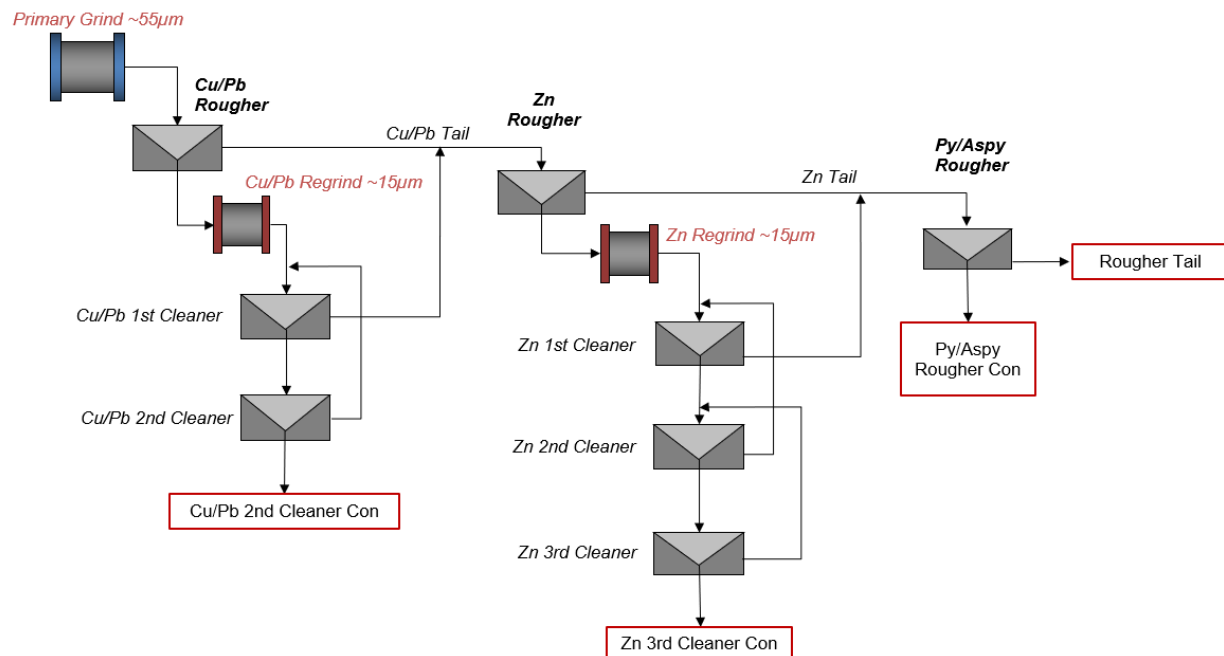 Primary Grind ~55µm
Cu/Pb
Rougher
Zn
Rougher
Cu/Pb Tail
Py/Aspy
Rougher
Cu/Pb Regrind ~15µm
Zn Tail
Zn Regrind ~15µm
Rougher Tail
Cu/Pb 1st Cleaner
Zn 1st Cleaner
Py/Aspy
Rougher Con
Cu/Pb 2nd Cleaner
Zn 2nd Cleaner
Cu/Pb 2nd Cleaner Con
Zn 3rd Cleaner
Zn 3rd Cleaner Con